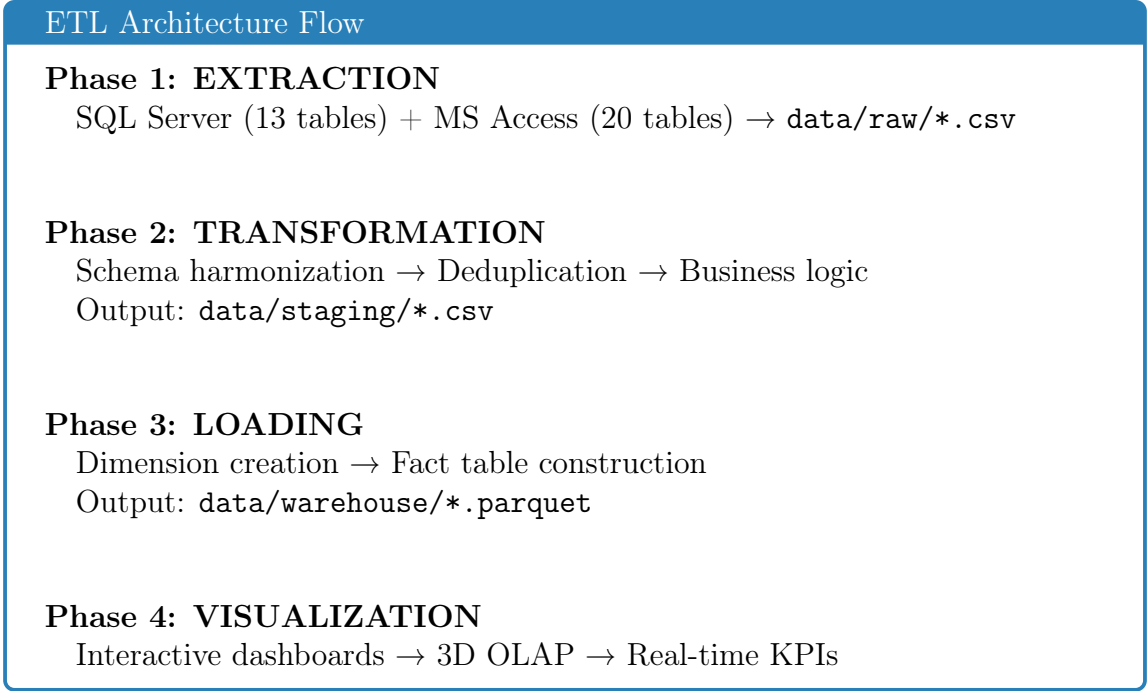 ETL Architecture Flow
Phase 1: EXTRACTION
SQL Server (13 tables) + MS Access (20 tables) → data/raw/*.csv
Phase 2: TRANSFORMATION
Schema harmonization → Deduplication → Business logic
Output: data/staging/*.csv
Phase 3: LOADING
Dimension creation → Fact table construction
Output: data/warehouse/*.parquet
Phase 4: VISUALIZATION
Interactive dashboards → 3D OLAP → Real-time KPIs